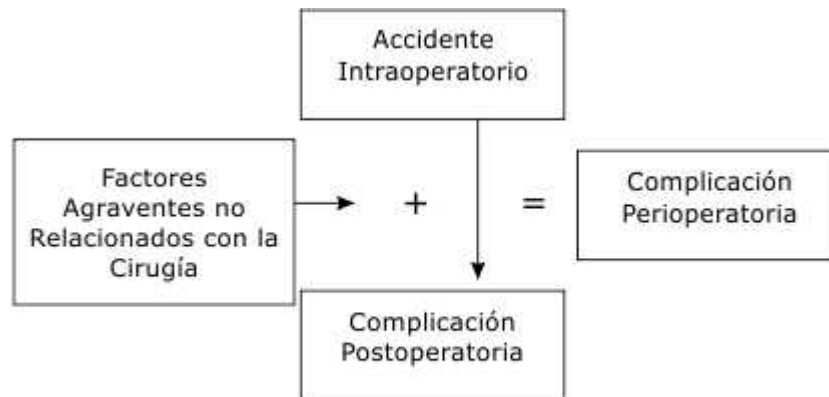 Accidente
Intraoperatorio
Factores
Agraventes no
Relacionados con la
Cirugía
+
=
Complicación
Perioperatoria
Complicación
Postoperatoria